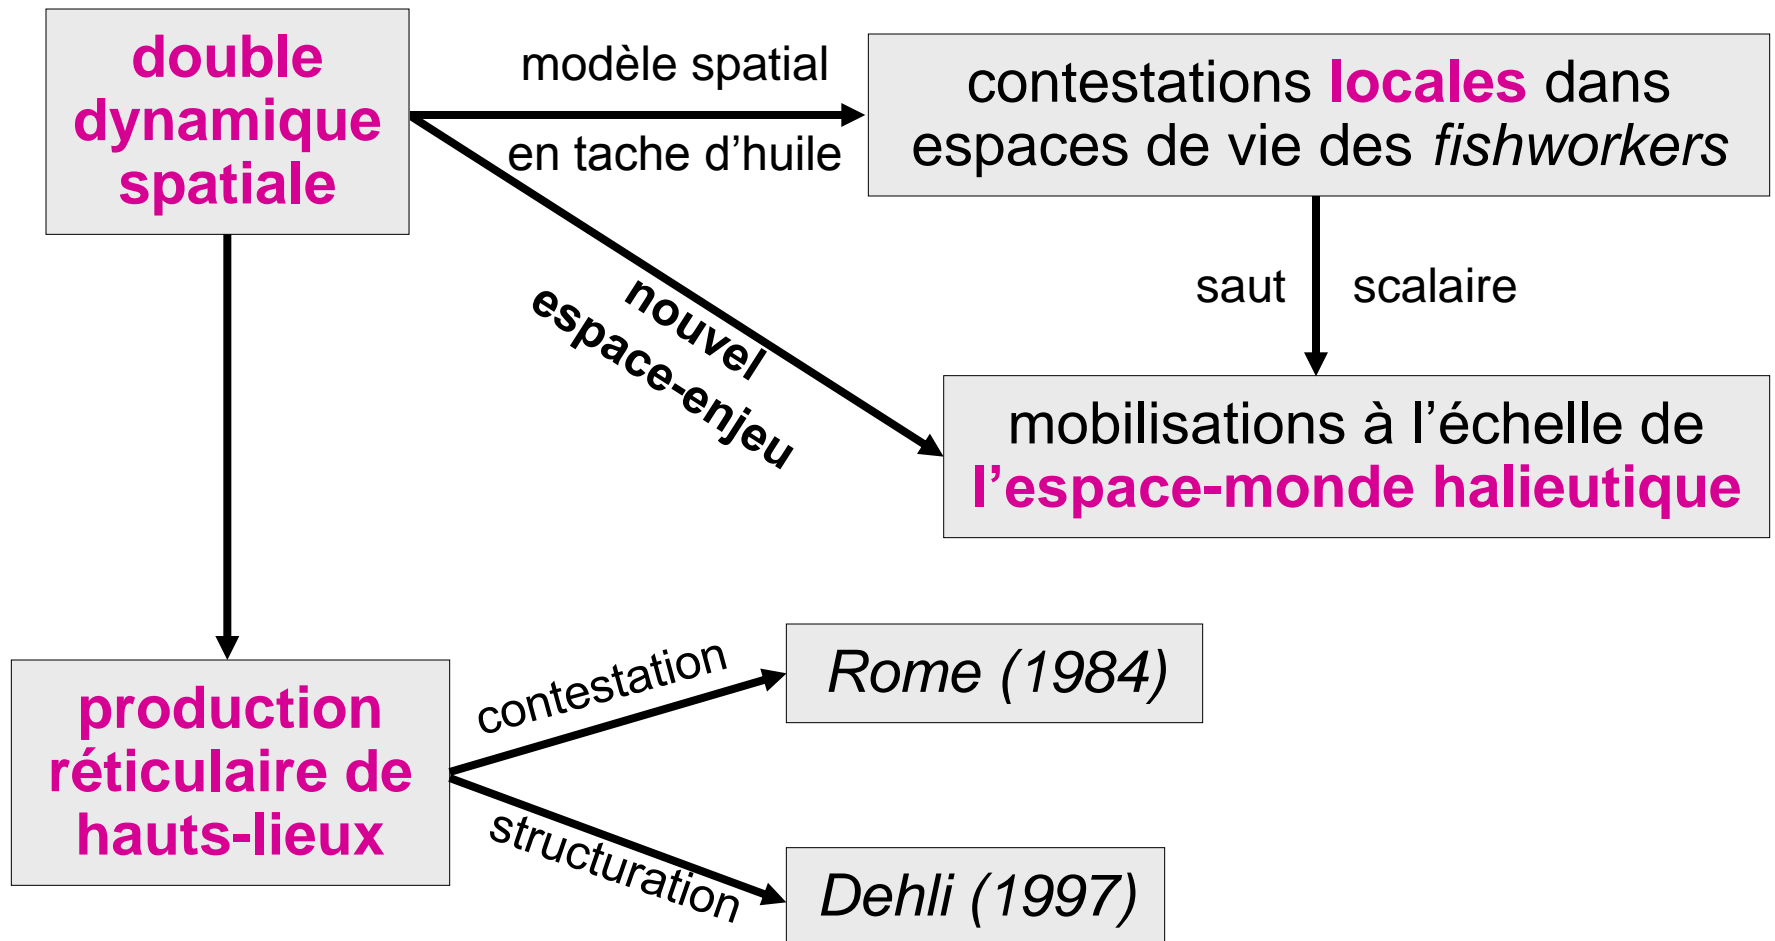 double
dynamique
spatiale
modèle spatial
en tache d’huile
contestations locales dans
espaces de vie des fishworkers
nouvel
espace-enjeu
saut scalaire
mobilisations à l’échelle de
l’espace-monde halieutique
production
réticulaire de
hauts-lieux
contestation
Rome (1984)
structuration
Dehli (1997)